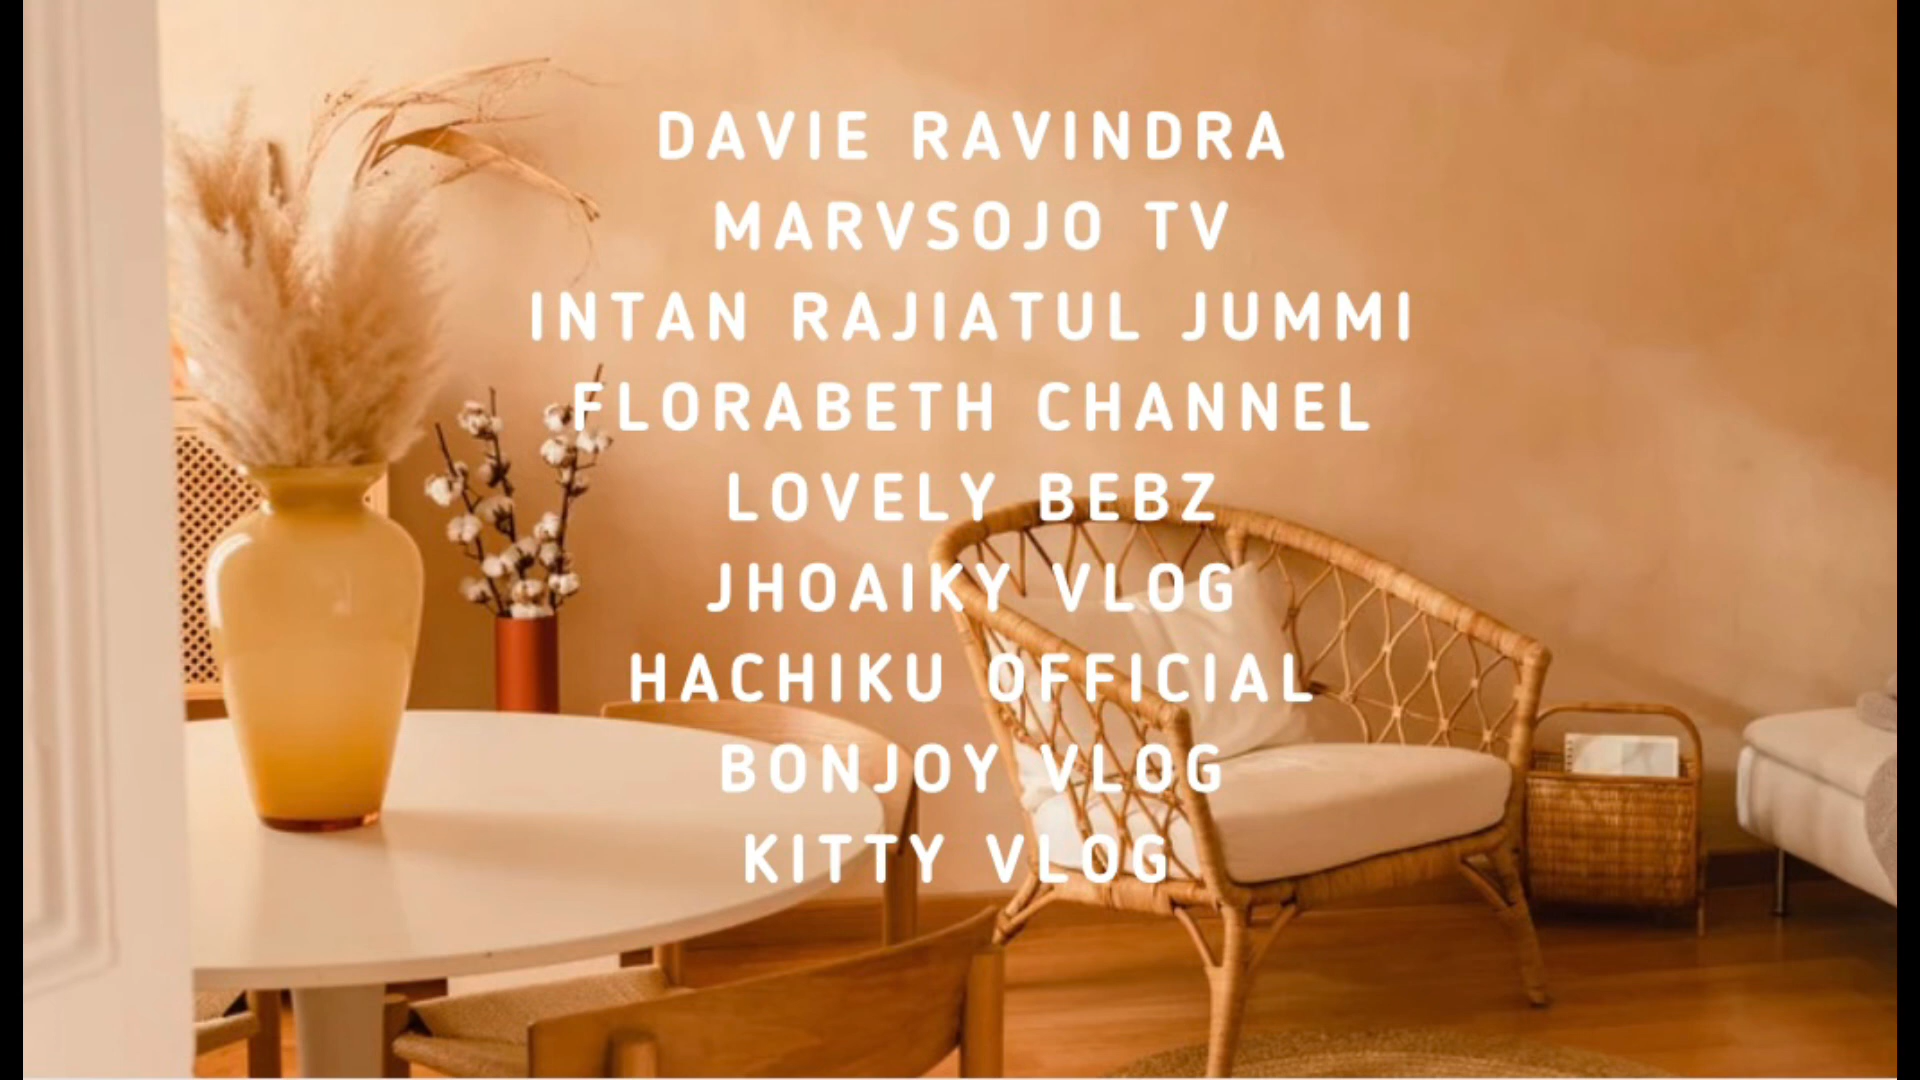 DAVIE RAVINDRA
MARVSOJO TV
INTAN RAJIATUL JUMMI
FLORABETH CHANNEL
LOVELY BEBZ
JHOAIKY VLOG
HACHIKU OFFICIAL
BONJOY VLOG
KITTY VLOG